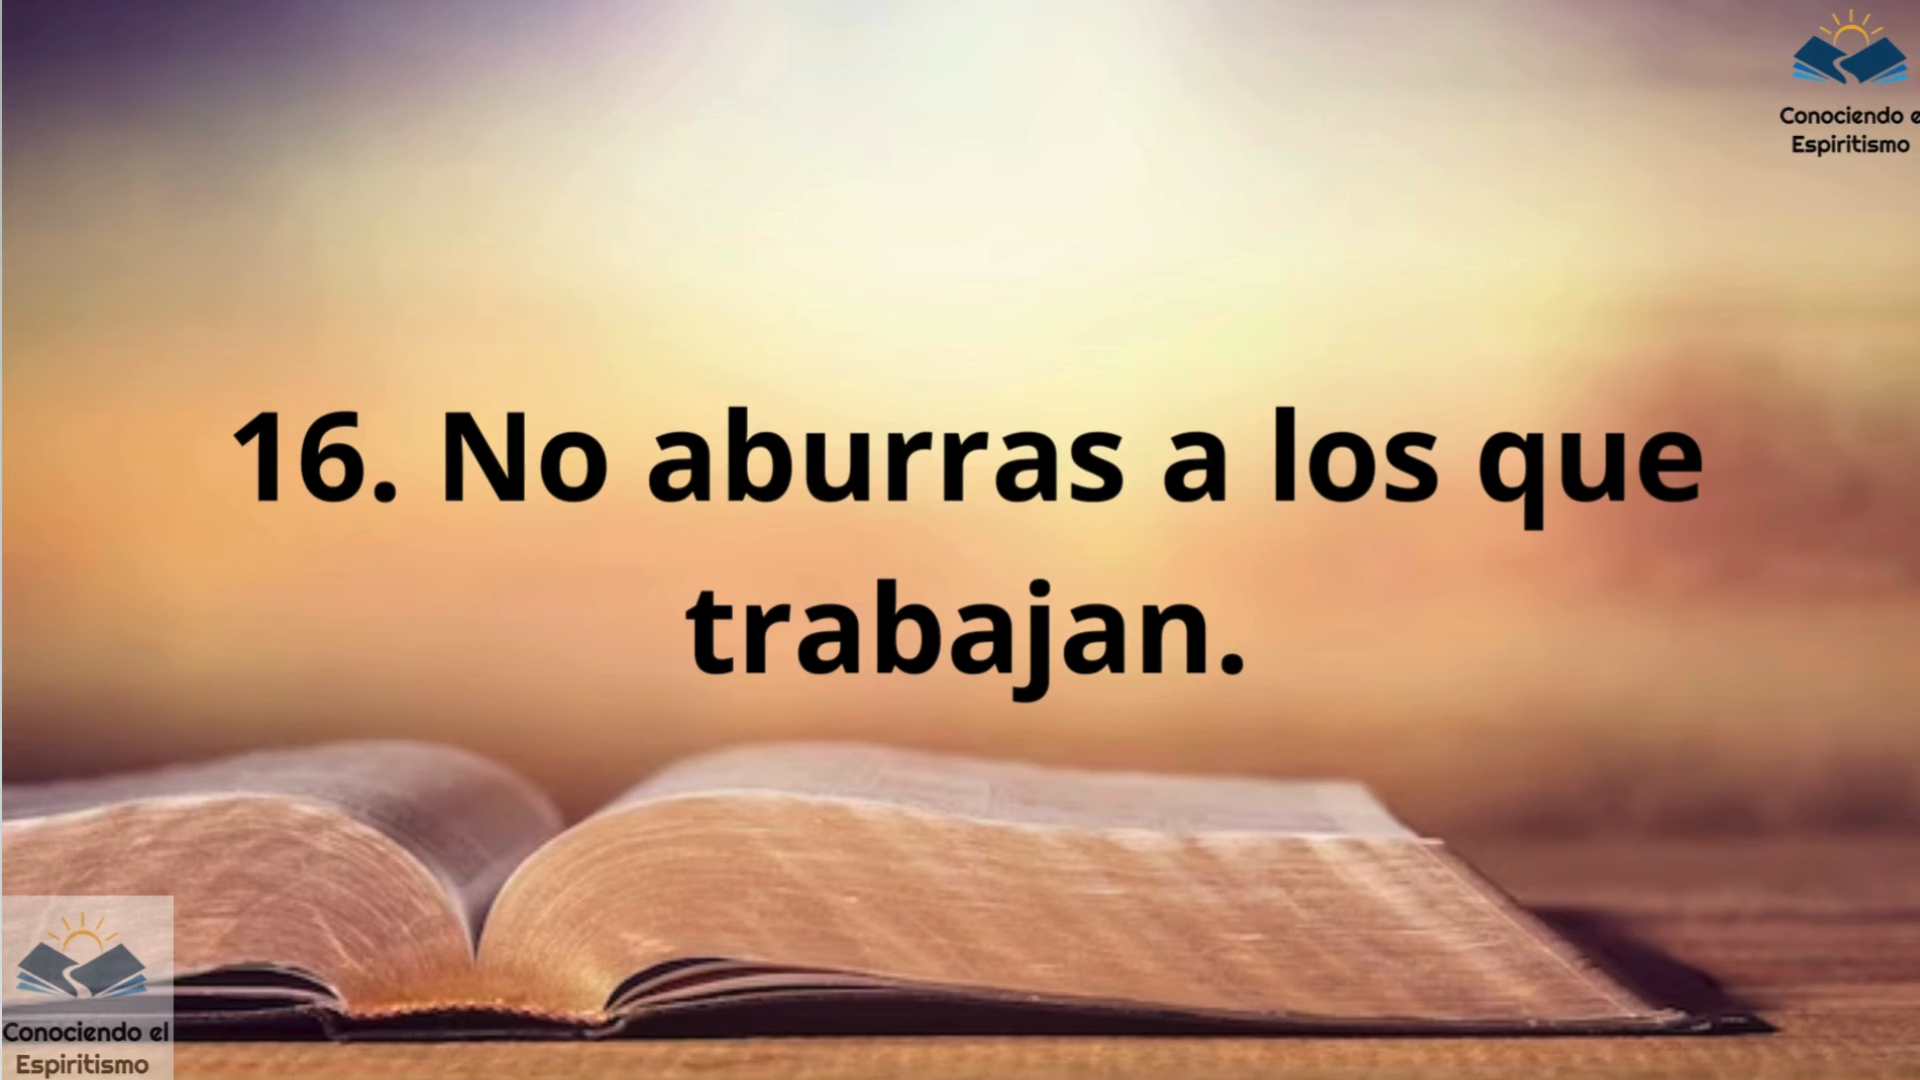 Conociendo e
Espiritismo
16. No aburras a los que
trabajan.
Conociendo el
Espiritismo